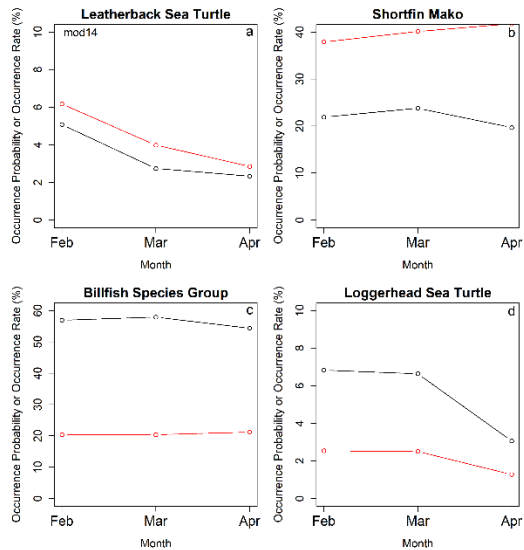 Leatherback Sea Turtle
mod14
a
Occurrence Probability or Occurrence Rate (%)
10
8
6
4
2
0
Feb Mar Apr
Month
Shortfin Mako
b
Occurrence Probability or Occurrence Rate (%)
40
30
20
10
0
Feb Mar Apr
Month
Billfish Species Group
c
Occurrence Probability or Occurrence Rate (%)
60
50
40
30
20
10
0
Feb Mar Apr
Month
Loggerhead Sea Turtle
d
Occurrence Probability or Occurrence Rate (%)
10
8
6
4
2
0
Feb Mar Apr
Month